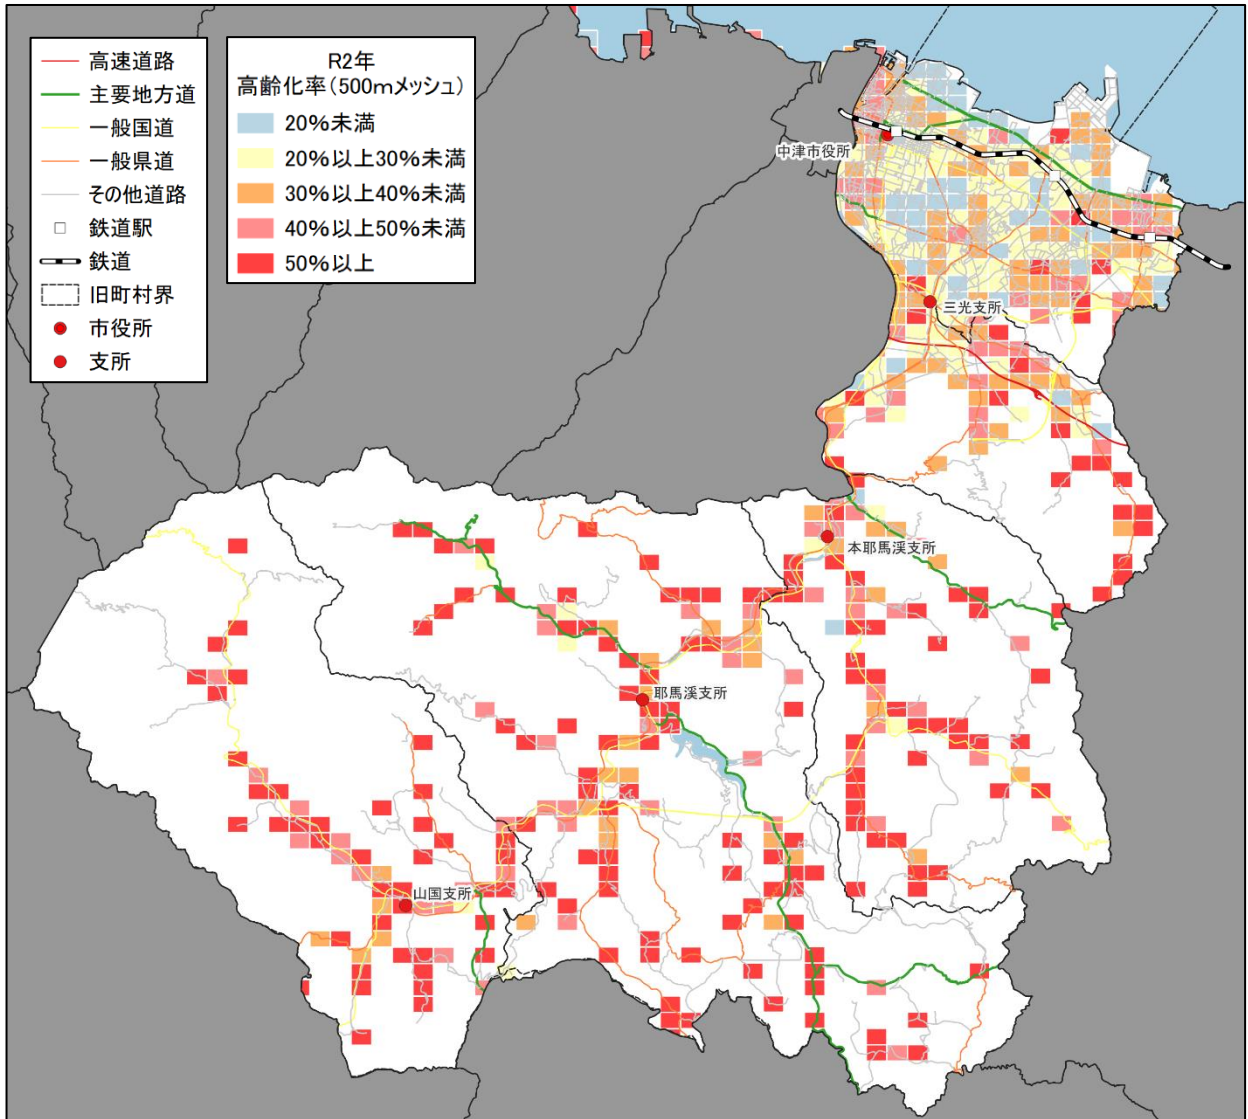 高速道路
主要地方道
一般国道
一般県道
その他道路
鉄道駅
鉄道
旧町村界
市役所
支所
R2年
高齢化率(500mメッシュ)
20%未満
20%以上30%未満
30%以上40%未満
40%以上50%未満
50%以上
中津市役所
三光支所
本耶馬渓支所
耶馬渓支所
山国支所